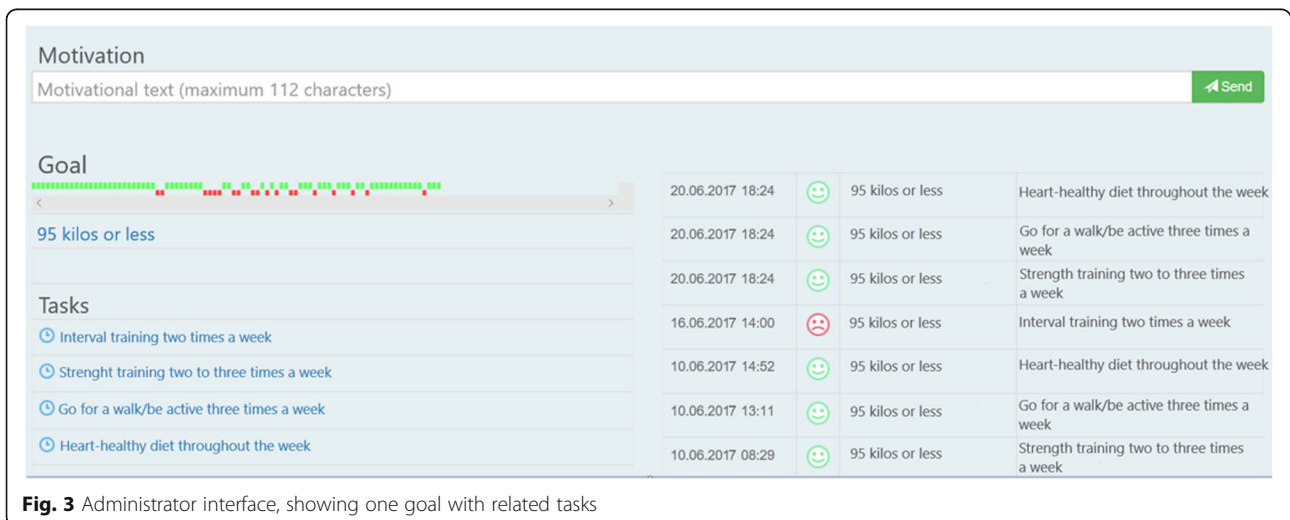 Motivation
Motivational text (maximum 112 characters)
Send
Goal
95 kilos or less
Tasks
Interval training two times a week
Strenght training two to three times a week
Go for a walk/be active three times a week
Heart-healthy diet throughout the week
20.06.2017 18:24 95 kilos or less Heart-healthy diet throughout the week
20.06.2017 18:24 95 kilos or less Go for a walk/be active three times a
week
20.06.2017 18:24 95 kilos or less Strength training two to three times
a week
16.06.2017 14:00 95 kilos or less Interval training two times a week
10.06.2017 14:52 95 kilos or less Heart-healthy diet throughout the week
10.06.2017 13:11 95 kilos or less Go for a walk/be active three times a
week
10.06.2017 08:29 95 kilos or less Strength training two to three times
a week
Fig. 3 Administrator interface, showing one goal with related tasks